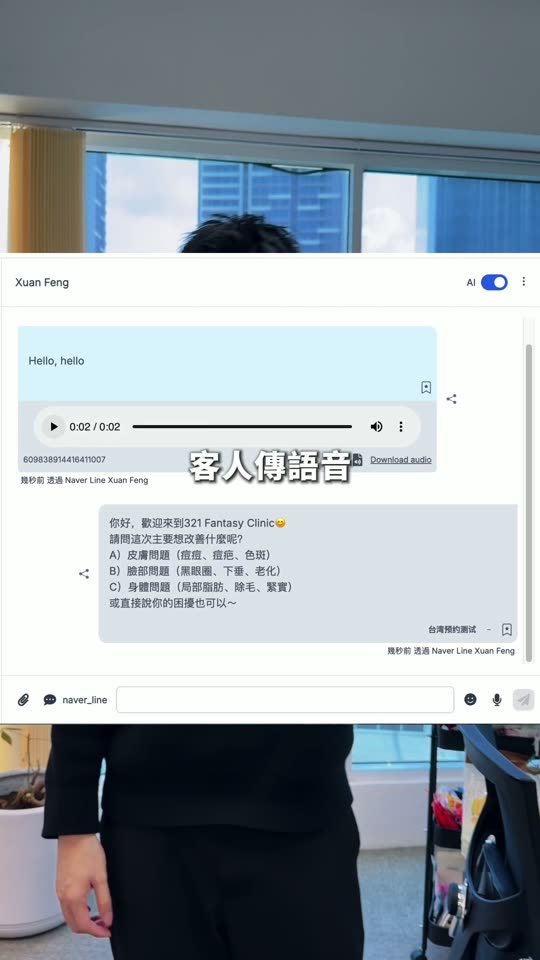 Xuan Feng
AI
Hello, hello
0:02 / 0:02
609838914416411007
Download audio
客人傳語音
幾秒前 透過 Naver Line Xuan Feng
你好，歡迎來到321 Fantasy Clinic😊
請問這次主要想改善什麼呢?
A）皮膚問題（痘痘、痘疤、色斑）
B）臉部問題（黑眼圈、下垂、老化）
C）身體問題（局部脂肪、除毛、緊實）
或直接說你的困擾也可以～
台湾预约测试 -
幾秒前 透過 Naver Line Xuan Feng
naver_line